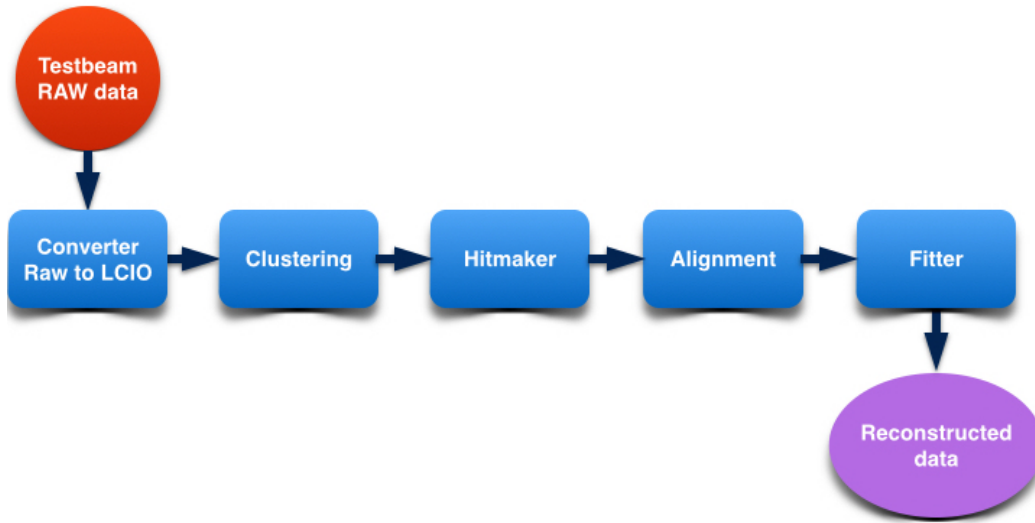 Testbeam
RAW data
Converter
Raw to LCIO
Clustering
Hitmaker
Alignment
Fitter
Reconstructed
data